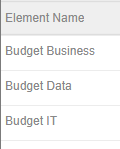 Element Name
Budget Business
Budget Data
Budget IT